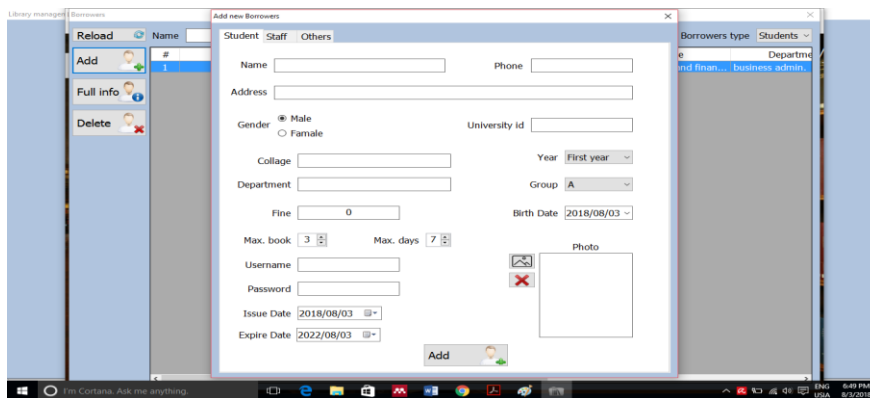 Library manage
Borrowers
Add new Borrowers
Reload
Name
Borrowers type Students
Add
Full info
Delete
#
Departme
1
and finan... business admin.
Student Staff Others
Name
Phone
Address
Gender
Male
Famale
University id
Collage
Year First year
Department
Group A
Fine 0
Birth Date 2018/08/03
Max. book 3
Max. days 7
Photo
Username
Password
Issue Date 2018/08/03
Expire Date 2022/08/03
Add
I'm Cortana. Ask me anything.
ENG 6:49 PM
USIA 8/3/2018